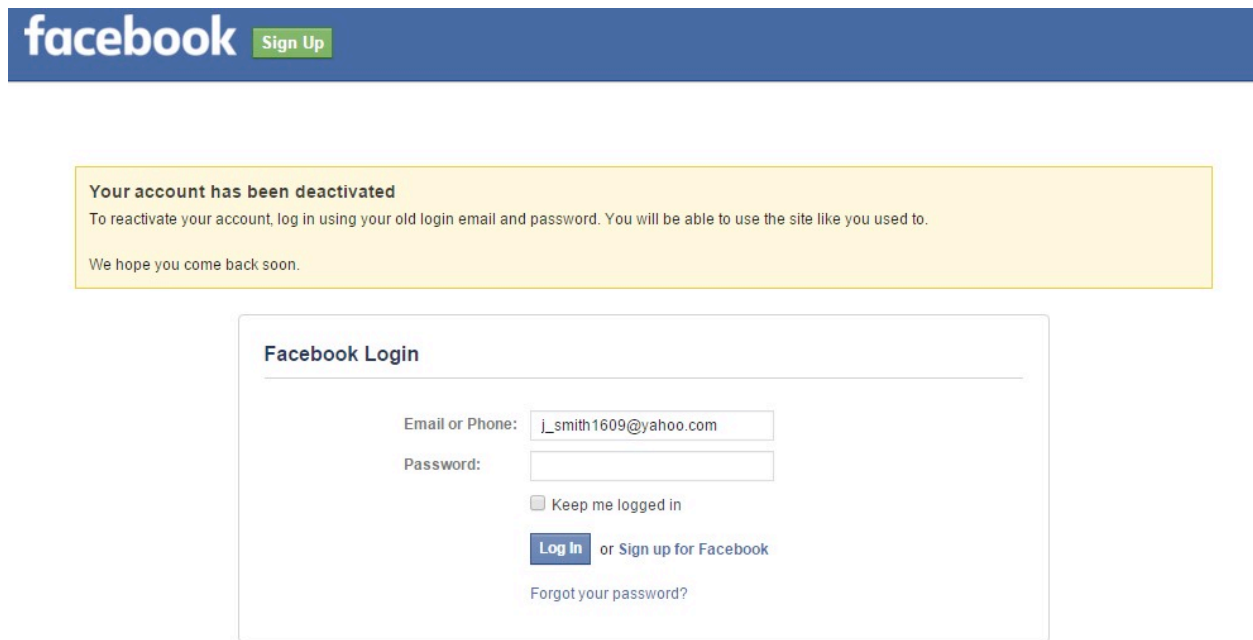 facebook Sign Up
Your account has been deactivated
To reactivate your account, log in using your old login email and password. You will be able to use the site like you used to.
We hope you come back soon.
Facebook Login
Email or Phone: j_smith1609@yahoo.com
Password:
Keep me logged in
Log In or Sign up for Facebook
Forgot your password?